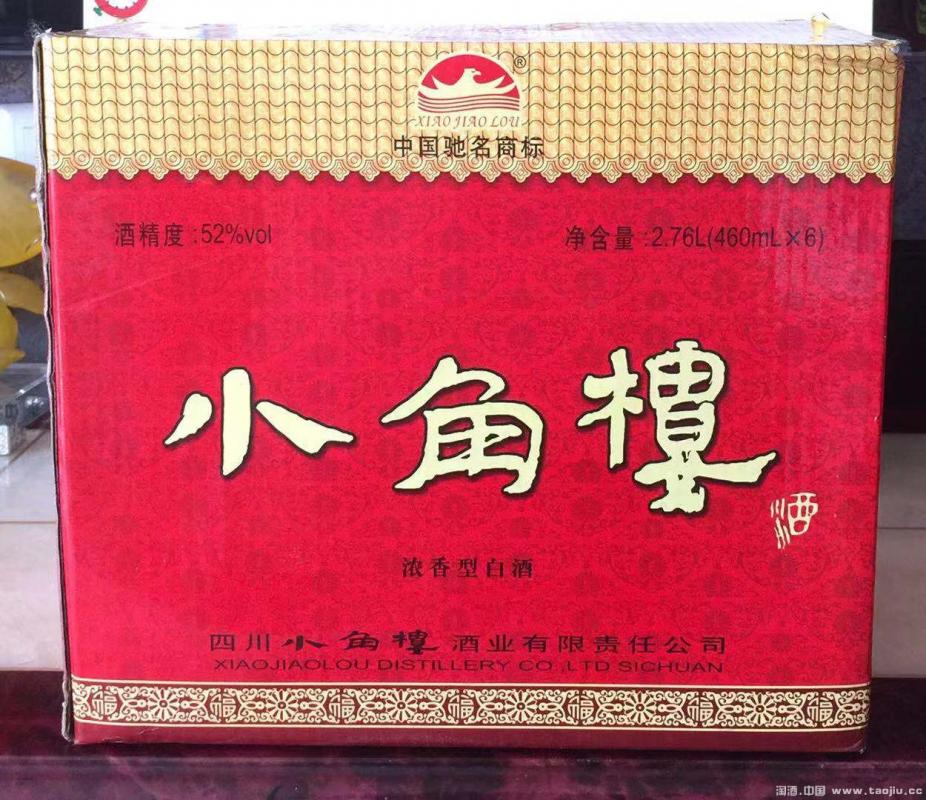 ®
XIAO JIAO LOU
中国驰名商标
酒精度:52%vol
净含量:2.76L(460mL×6)
小角樓
酒
浓香型白酒
四川小角樓酒业有限责任公司
XIAOJIAOLOU DISTILLERY CO.,LTD SICHUAN
淘酒.中国 www.taojiu.cc